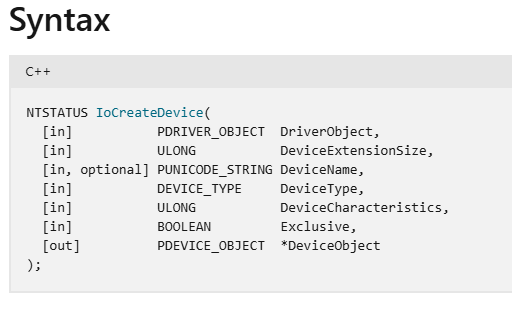 Syntax
C++
NTSTATUS IoCreateDevice(
  [in]           PDRIVER_OBJECT  DriverObject,
  [in]           ULONG           DeviceExtensionSize,
  [in, optional] PUNICODE_STRING DeviceName,
  [in]           DEVICE_TYPE     DeviceType,
  [in]           ULONG           DeviceCharacteristics,
  [in]           BOOLEAN         Exclusive,
  [out]          PDEVICE_OBJECT  *DeviceObject
);